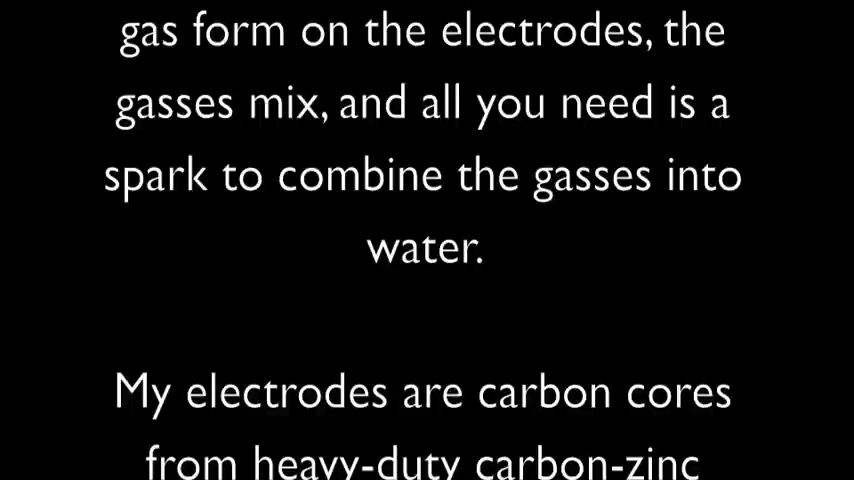 gas form on the electrodes, the
gasses mix, and all you need is a
spark to combine the gasses into
water.
My electrodes are carbon cores
from heavy-duty carbon-zinc